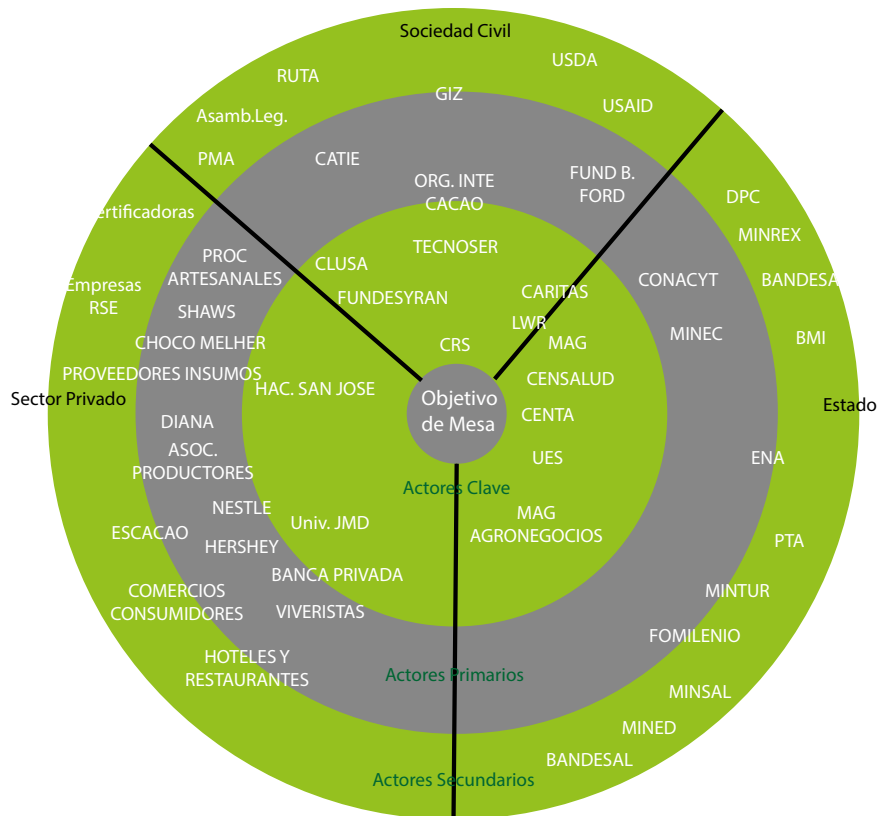 Sociedad Civil
USDA
RUTA
GIZ
USAID
Asamb.Leg.
PMA
CATIE
ORG. INTE
CACAO
FUND B.
FORD
DPC
MINREX
ertificadoras
PROC
ARTESANALES
CLUSA
TECNOSER
CONACYT
BANDESA
Empresas
RSE
FUNDESYRAN
CARITAS
SHAWS
LWR
MINEC
BMI
CHOCO MELHER
CRS
MAG
PROVEEDORES INSUMOS
HAC. SAN JOSE
CENSALUD
Sector Privado
Objetivo
de Mesa
Estado
DIANA
CENTA
ASOC.
PRODUCTORES
UES
ENA
Actores Clave
NESTLE
Univ. JMD
MAG
AGRONEGOCIOS
ESCACAO
HERSHEY
PTA
BANCA PRIVADA
COMERCIOS
CONSUMIDORES
VIVERISTAS
MINTUR
FOMILENIO
HOTELES Y
RESTAURANTES
Actores Primarios
MINSAL
MINED
BANDESAL
Actores Secundarios